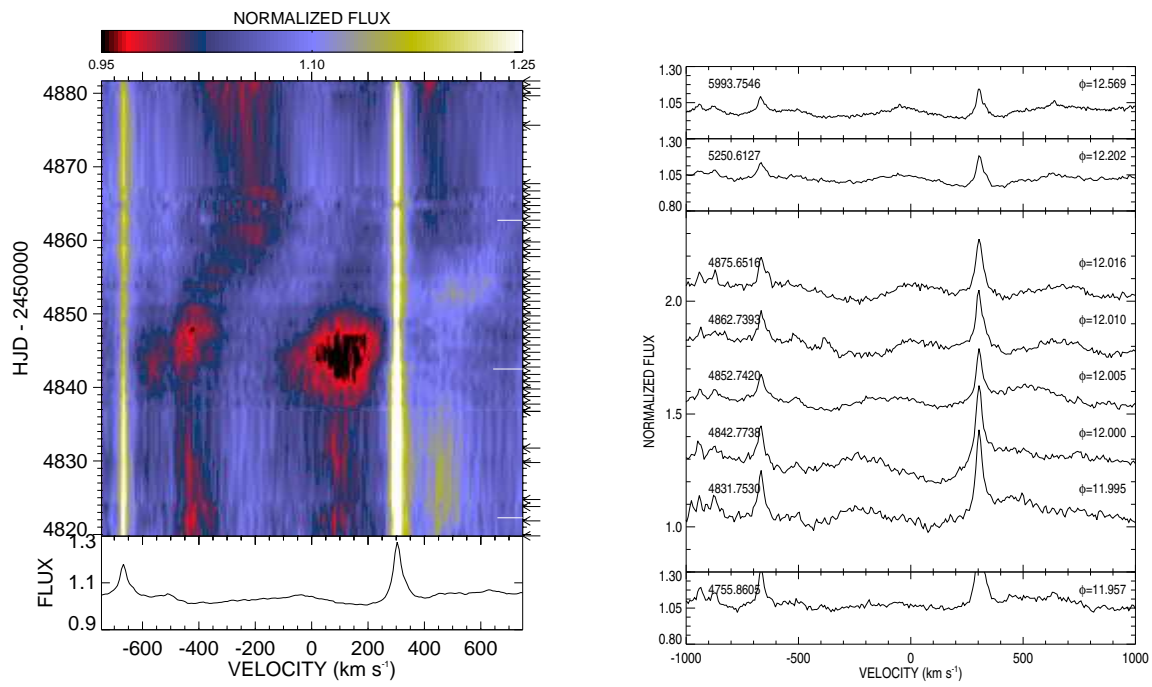 NORMALIZED FLUX
0.95 1.10 1.25
HJD - 2450000
4880
4870
4860
4850
4840
4830
4820
FLUX
1.3
1.1
0.9
-600 -400 -200 0 200 400 600
VELOCITY (km s-1)
NORMALIZED FLUX
1.30
1.05
5993.7546 ϕ=12.569
1.30
1.05
0.80
5250.6127 ϕ=12.202
2.0
1.5
1.0
4875.6516 ϕ=12.016
4862.7393 ϕ=12.010
4852.7420 ϕ=12.005
4842.7738 ϕ=12.000
4831.7530 ϕ=11.995
1.30
1.05
0.80
4755.8605 ϕ=11.957
-1000 -500 0 500 1000
VELOCITY (km s-1)